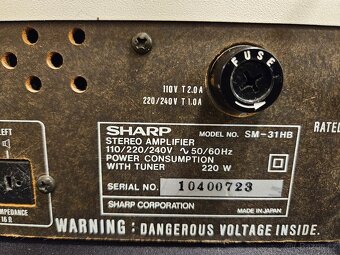 FUSE
110V T2.0A
220/240V T1.0A
RATED
LEFT
SHARP MODEL NO. SM-31HB
STEREO AMPLIFIER
110/220/240V ~ 50/60Hz
POWER CONSUMPTION
WITH TUNER 220 W
SERIAL NO. 10400723
SHARP CORPORATION MADE IN JAPAN
IMPEDANCE
16 Ω
WARNING: DANGEROUS VOLTAGE INSIDE.